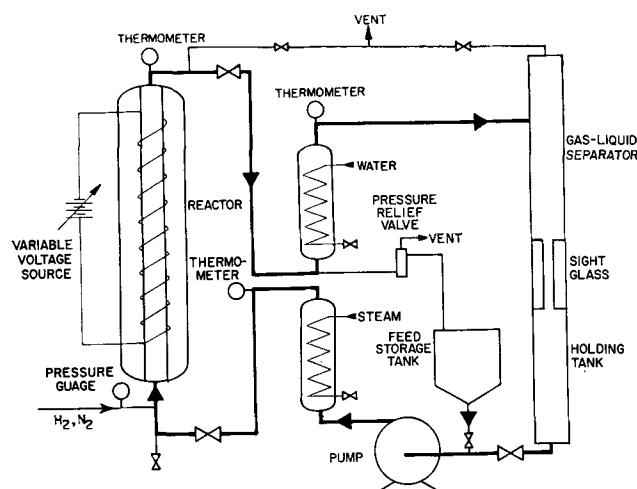 VENT
THERMOMETER
THERMOMETER
GAS-LIQUID
SEPARATOR
WATER
PRESSURE
RELIEF
VALVE
REACTOR
VENT
VARIABLE
VOLTAGE
SOURCE
THERMO-
METER
SIGHT
GLASS
STEAM
FEED
STORAGE
TANK
HOLDING
TANK
PRESSURE
GUAGE
H₂, N₂
PUMP